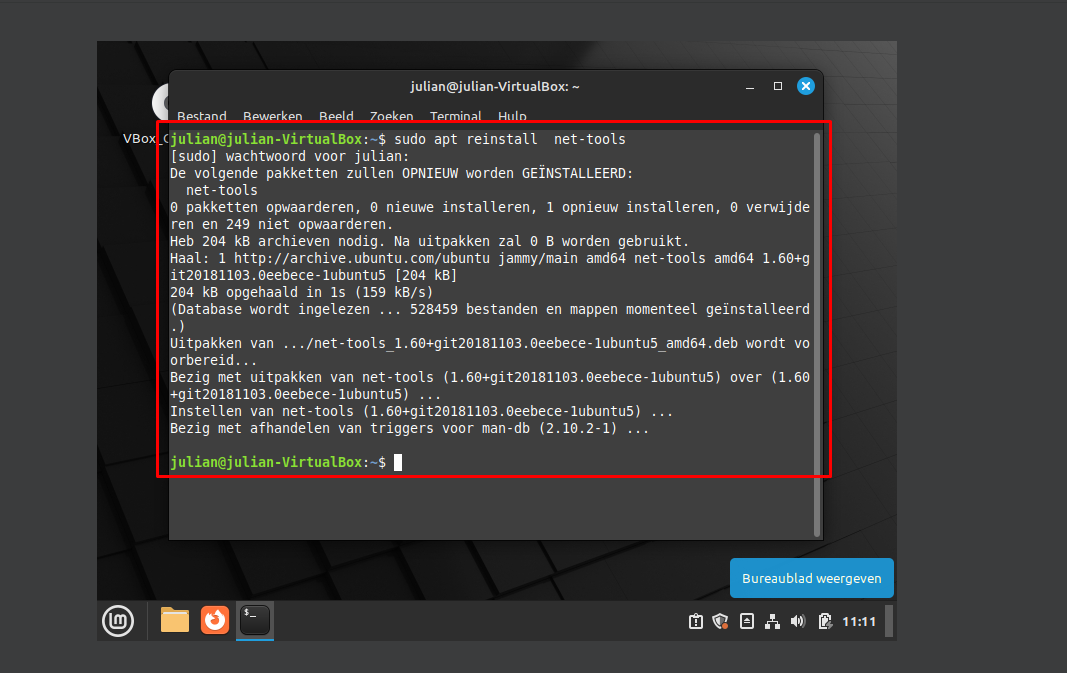 julian@julian-VirtualBox: ~
Bestand Bewerken Beeld Zoeken Terminal Hulp
julian@julian-VirtualBox:~$ sudo apt reinstall  net-tools
[sudo] wachtwoord voor julian:
De volgende pakketten zullen OPNIEUW worden GEÏNSTALLEERD:
  net-tools
0 pakketten opwaarderen, 0 nieuwe installeren, 1 opnieuw installeren, 0 verwijde
ren en 249 niet opwaarderen.
Heb 204 kB archieven nodig. Na uitpakken zal 0 B worden gebruikt.
Haal: 1 http://archive.ubuntu.com/ubuntu jammy/main amd64 net-tools amd64 1.60+g
it20181103.0eebece-1ubuntu5 [204 kB]
204 kB opgehaald in 1s (159 kB/s)
(Database wordt ingelezen ... 528459 bestanden en mappen momenteel geïnstalleerd
.)
Uitpakken van .../net-tools_1.60+git20181103.0eebece-1ubuntu5_amd64.deb wordt vo
orbereid...
Bezig met uitpakken van net-tools (1.60+git20181103.0eebece-1ubuntu5) over (1.60
+git20181103.0eebece-1ubuntu5) ...
Instellen van net-tools (1.60+git20181103.0eebece-1ubuntu5) ...
Bezig met afhandelen van triggers voor man-db (2.10.2-1) ...
julian@julian-VirtualBox:~$
VBox_
Bureaublad weergeven
11:11